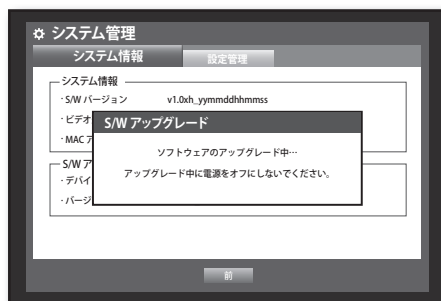 システム管理
システム情報
設定管理
システム情報
· S/W バージョン v1.0xh_yymmddhhmmss
· ビデオ
S/W アップグレード
· MAC ア
ソフトウェアのアップグレード中…
S/W ア
アップグレード中に電源をオフにしないでください。
· デバイ
· バージ
前